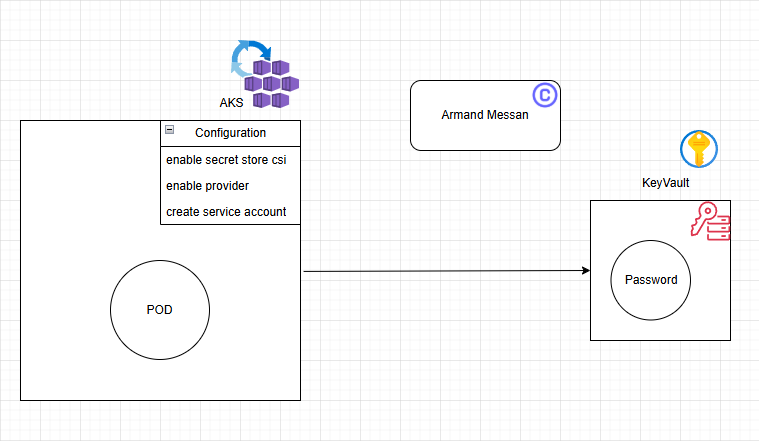 AKS
Configuration
enable secret store csi
enable provider
create service account
POD
Armand Messan
C
KeyVault
Password